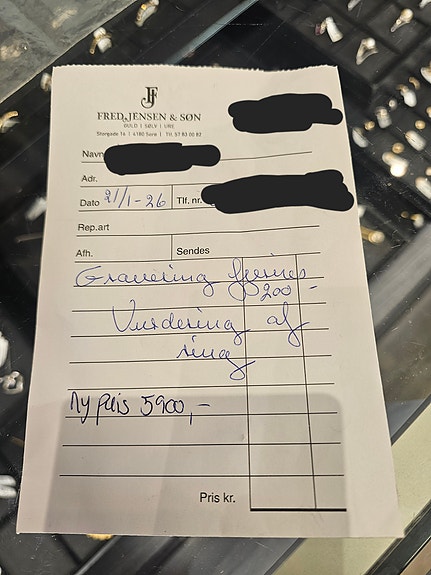 JF
FRED. JENSEN & SØN
GULD | SØLV | URE
Storgade 16 | 4180 Sorø | Tlf. 57 83 00 82
Navn
Adr.
Dato 21/1-26 Tlf. nr.
Rep.art
Afh. Sendes
Gravering fjernes
200-
Vurdering af
ring
Ny pris 5900,-
Pris kr.